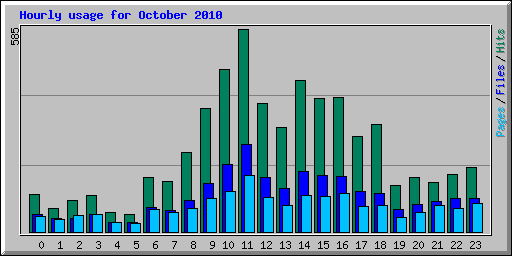 Hourly usage for October 2010
585
Pages/Files/Hits
0 1 2 3 4 5 6 7 8 9 10 11 12 13 14 15 16 17 18 19 20 21 22 23